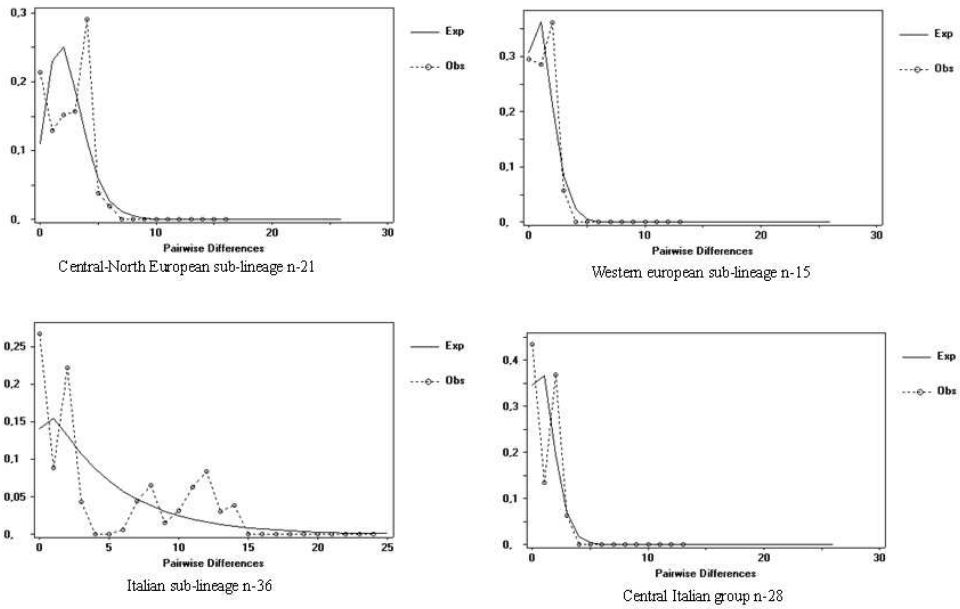 0,3
0,2
0,1
0,
0 10 20 30
Pairwise Differences
Exp
Obs
Central-North European sub-lineage n-21
0,3
0,2
0,1
0,
0 10 20 30
Pairwise Differences
Exp
Obs
Western european sub-lineage n-15
0,25
0,2
0,15
0,1
0,05
0,
0 5 10 15 20 25
Pairwise Differences
Exp
Obs
Italian sub-lineage n-36
0,4
0,3
0,2
0,1
0,
0 10 20 30
Pairwise Differences
Exp
Obs
Central Italian group n-28